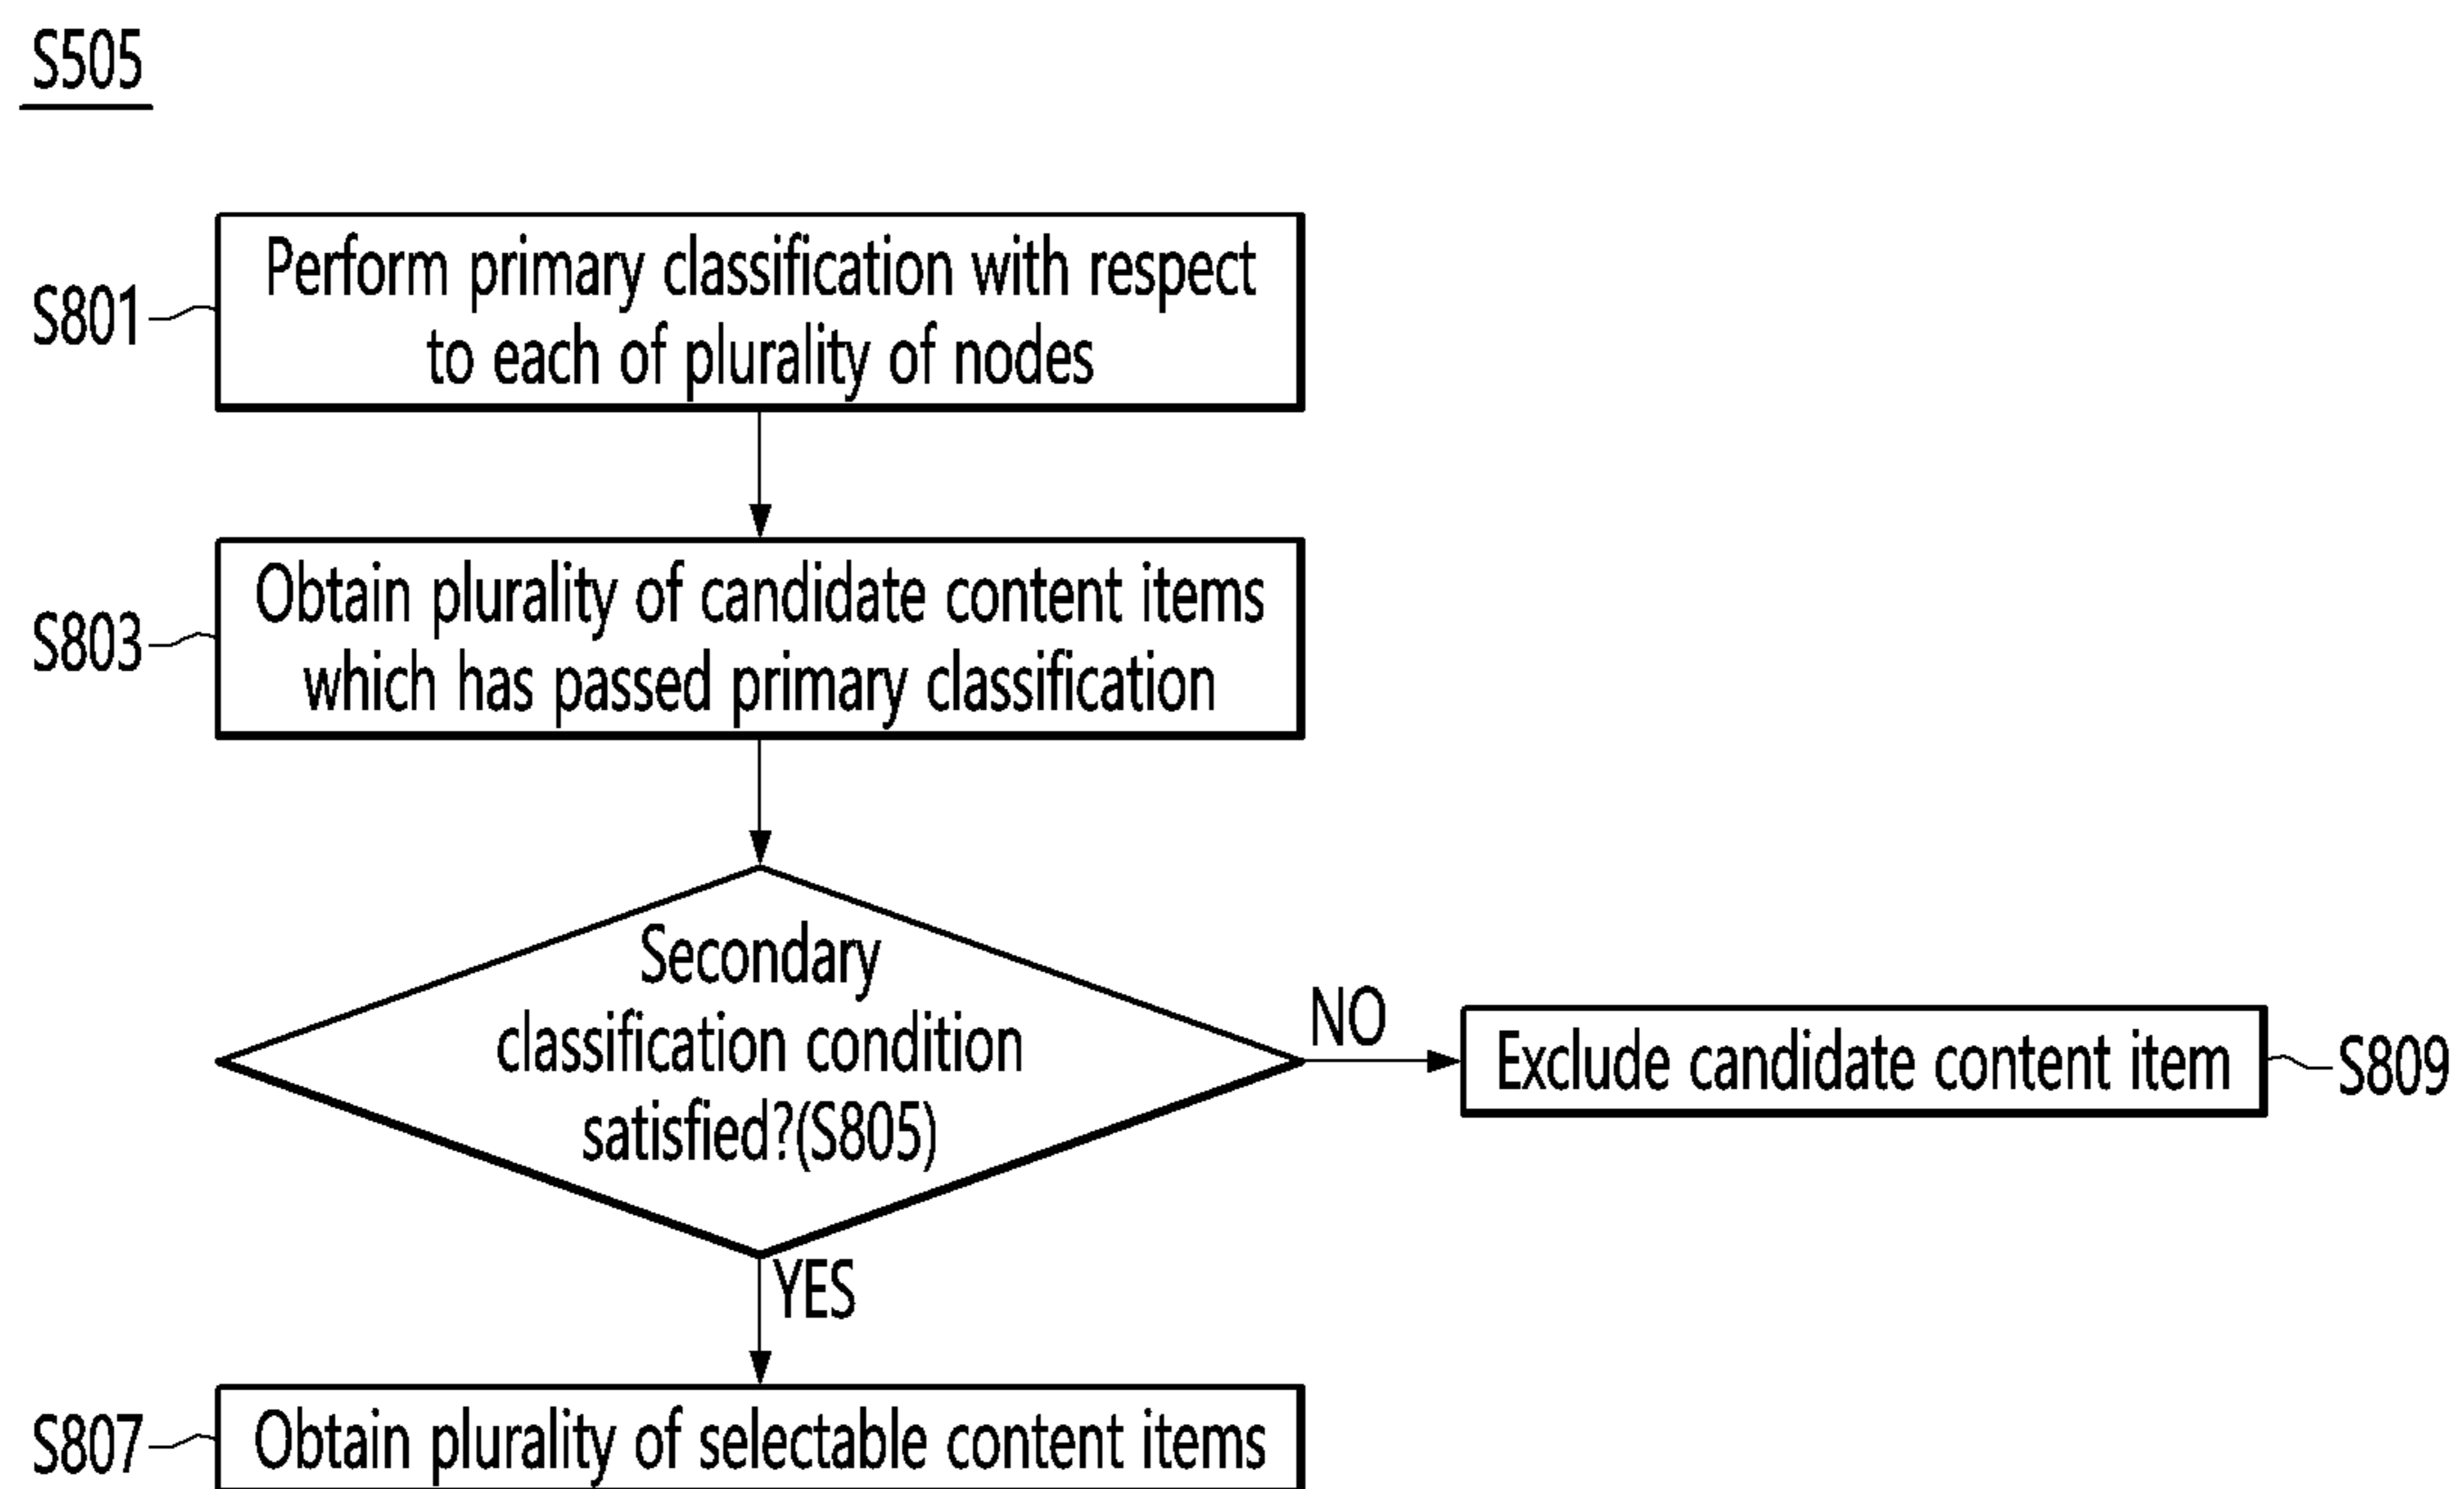 S505
S801
Perform primary classification with respect
to each of plurality of nodes
S803
Obtain plurality of candidate content items
which has passed primary classification
Secondary
classification condition
satisfied?(S805)
NO
Exclude candidate content item
S809
YES
S807
Obtain plurality of selectable content items